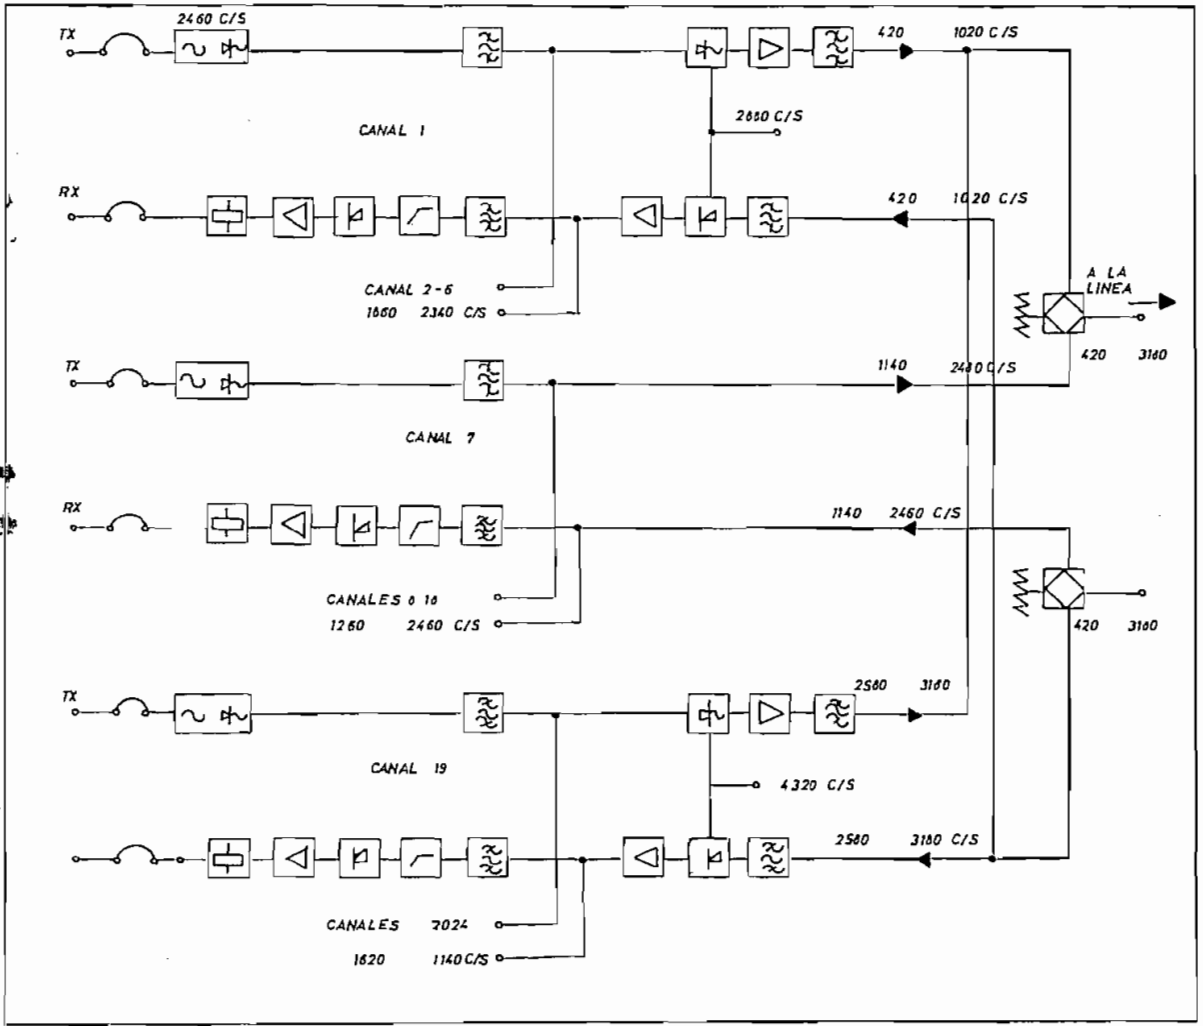 2460 C/S
TX
420 1020 C/S
2880 C/S
CANAL 1
RX
420 1020 C/S
A LA
LINEA
CANAL 2-6
1860 2340 C/S
420 3180
TX
1140 2480 C/S
CANAL 7
RX
1140 2460 C/S
CANALES 8 18
1260 2460 C/S
420 3180
TX
2580 3180
CANAL 19
4320 C/S
2580 3180 C/S
CANALES 2024
1620 1140 C/S